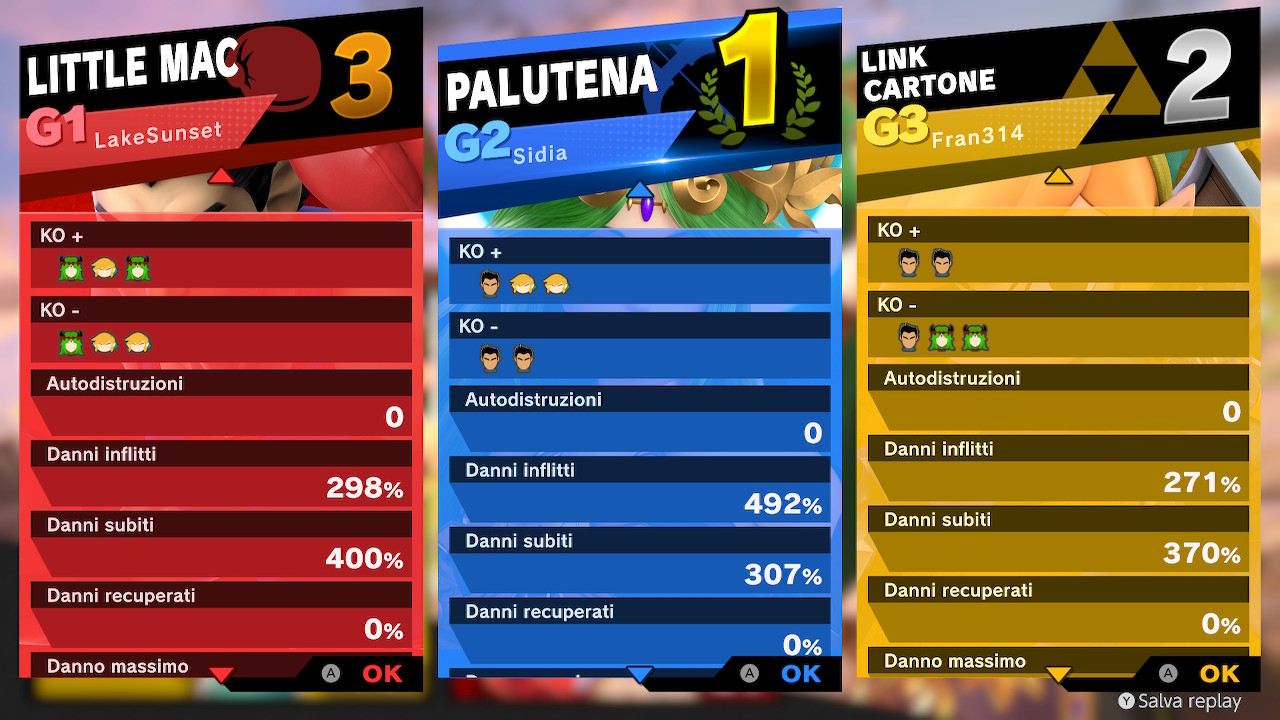 LITTLE MAC
3
G1 LakeSunset
KO +
KO -
Autodistruzioni
0
Danni inflitti
298%
Danni subiti
400%
Danni recuperati
0%
Danno massimo
A OK
PALUTENA
1
G2 Sidia
KO +
KO -
Autodistruzioni
0
Danni inflitti
492%
Danni subiti
307%
Danni recuperati
0%
A OK
LINK
CARTONE
2
G3 Fran314
KO +
KO -
Autodistruzioni
0
Danni inflitti
271%
Danni subiti
370%
Danni recuperati
0%
Danno massimo
A OK
Y Salva replay